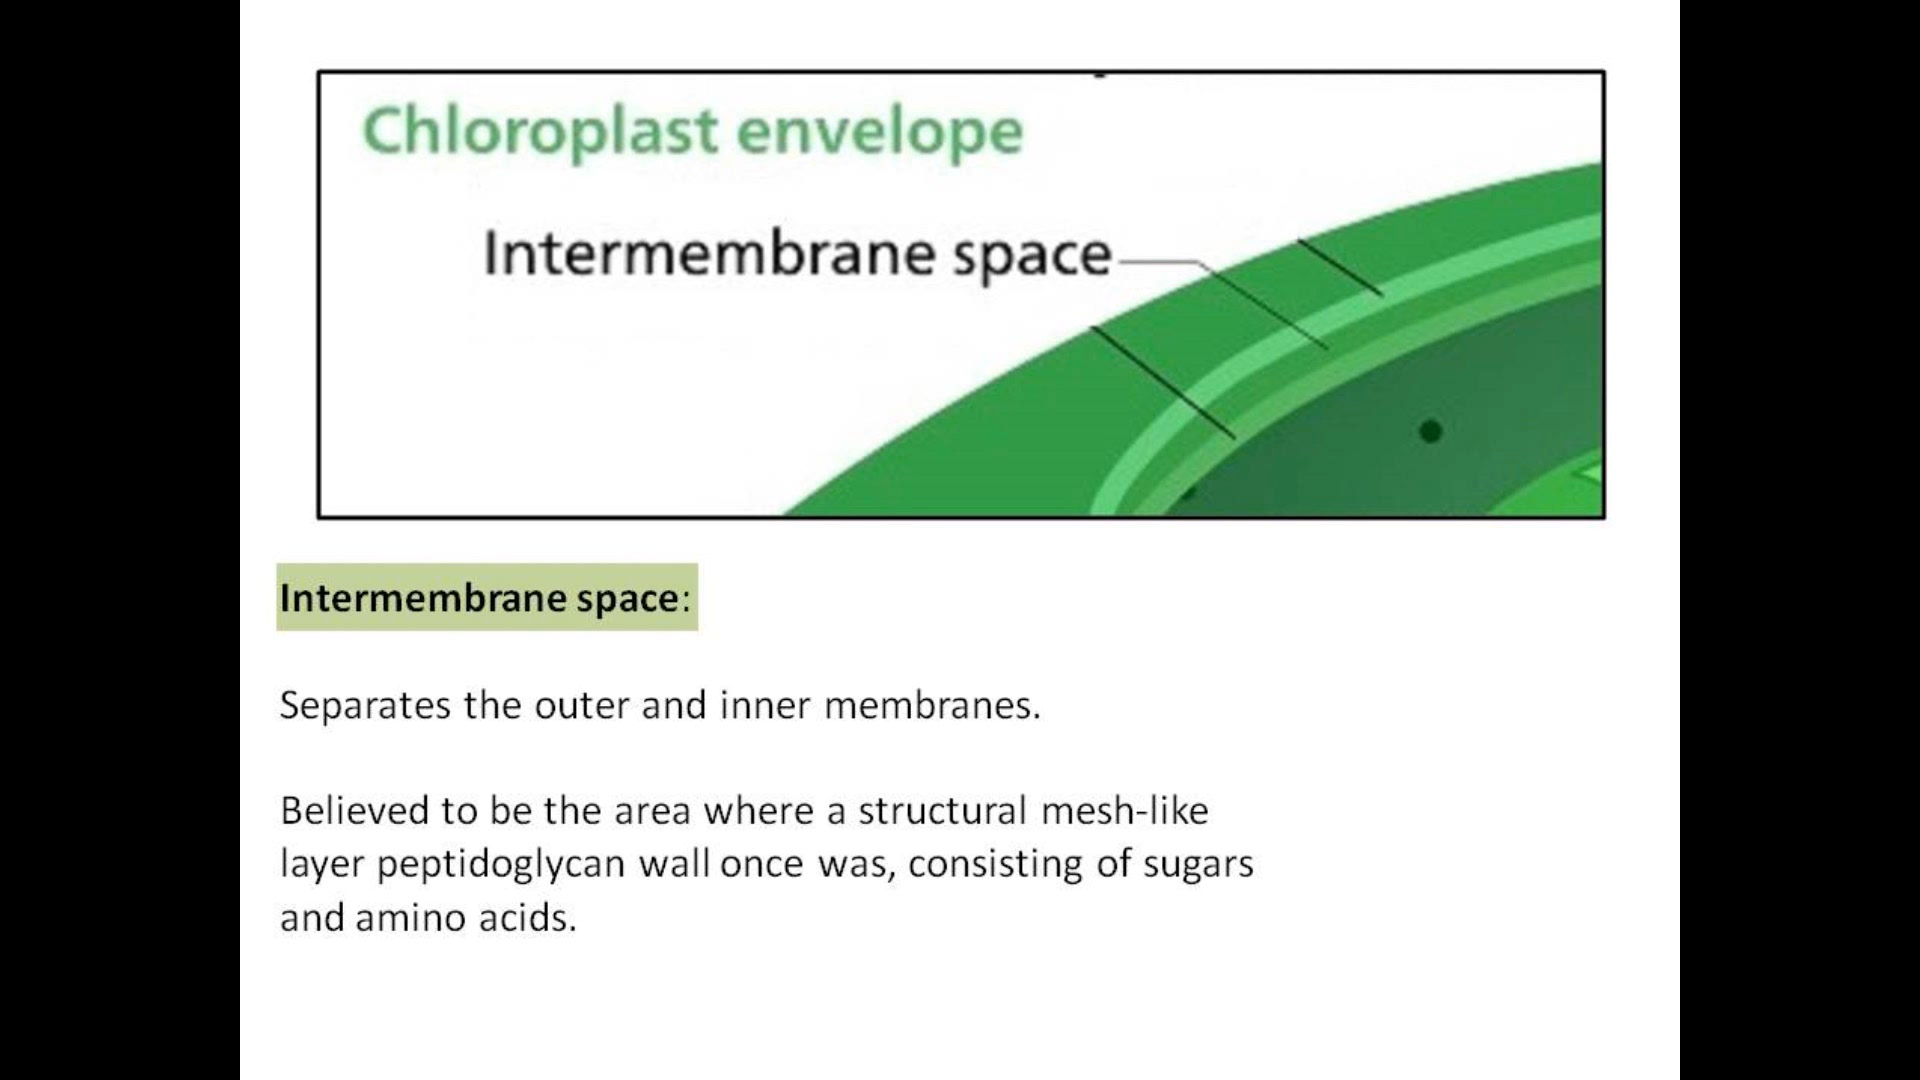 Chloroplast envelope
Intermembrane space
Intermembrane space:
Separates the outer and inner membranes.
Believed to be the area where a structural mesh-like
layer peptidoglycan wall once was, consisting of sugars
and amino acids.